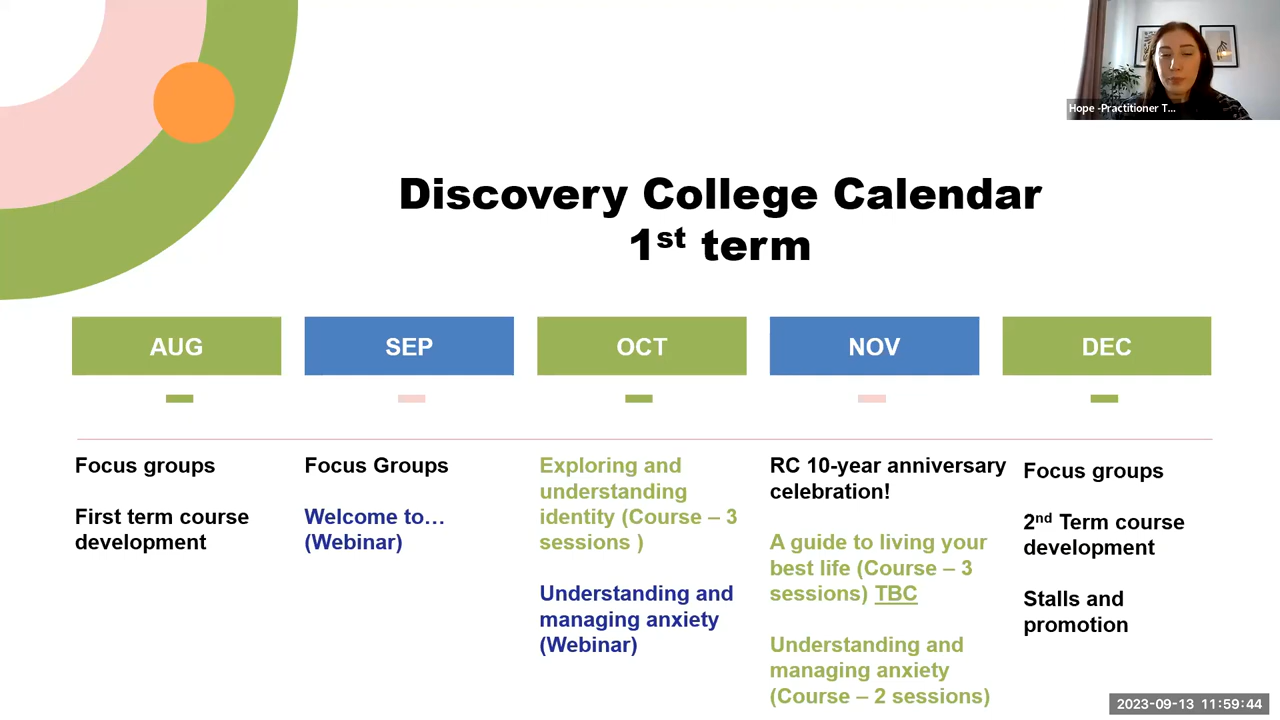 Hope -Practitioner T...
Discovery College Calendar
1st term
AUG
SEP
OCT
NOV
DEC
Focus groups
First term course
development
Focus Groups
Welcome to…
(Webinar)
Exploring and
understanding
identity (Course – 3
sessions )
Understanding and
managing anxiety
(Webinar)
RC 10-year anniversary
celebration!
A guide to living your
best life (Course – 3
sessions) TBC
Understanding and
managing anxiety
(Course – 2 sessions)
Focus groups
2nd Term course
development
Stalls and
promotion
2023-09-13 11:59:44